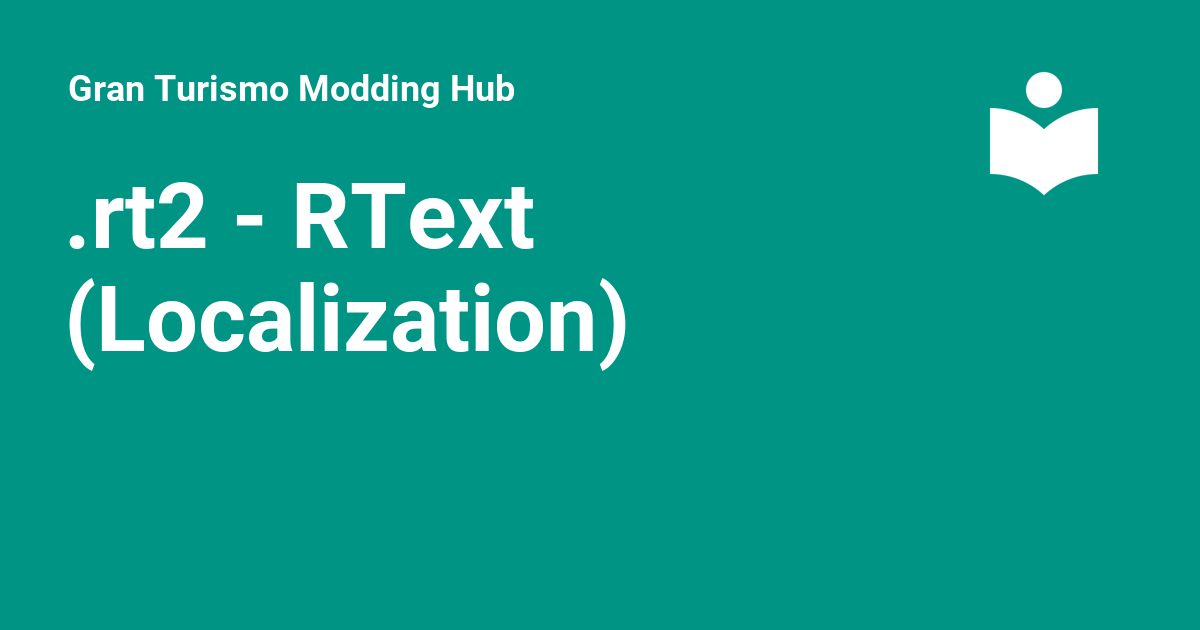 Gran Turismo Modding Hub
.rt2 - RText
(Localization)